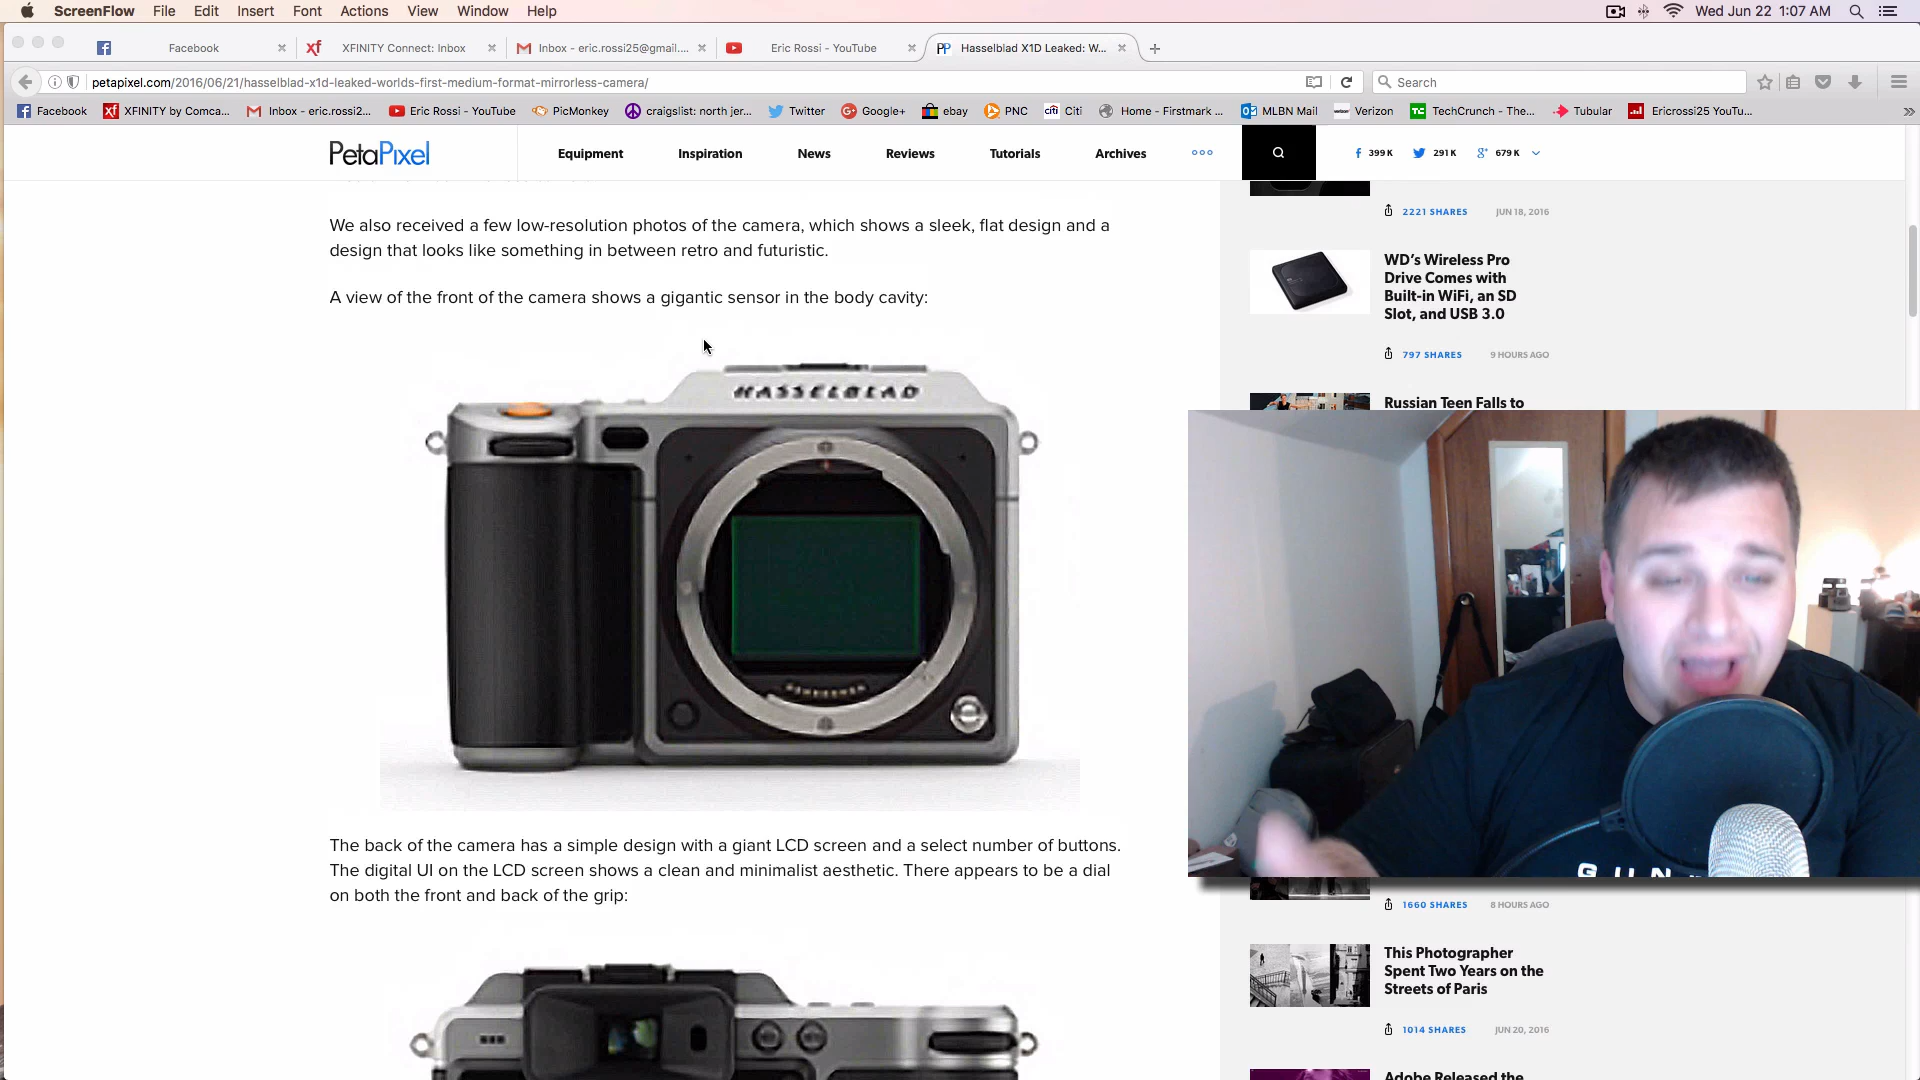 ScreenFlow File Edit Insert Font Actions View Window Help Wed Jun 22 1:07 AM
Facebook XFINITY Connect: Inbox Inbox - eric.rossi25@gmail.... Eric Rossi - YouTube Hasselblad X1D Leaked: W...
petapixel.com/2016/06/21/hasselblad-x1d-leaked-worlds-first-medium-format-mirrorless-camera/ Search
Facebook XFINITY by Comca... Inbox - eric.rossi2... Eric Rossi - YouTube PicMonkey craigslist: north jer... Twitter Google+ ebay PNC citi Citi Home - Firstmark ... MLBN Mail Verizon TechCrunch - The... Tubular Ericrossi25 YouTu...
PetaPixel Equipment Inspiration News Reviews Tutorials Archives 399K 291K 679K
We also received a few low-resolution photos of the camera, which shows a sleek, flat design and a
design that looks like something in between retro and futuristic.
A view of the front of the camera shows a gigantic sensor in the body cavity:
HASSELBLAD
The back of the camera has a simple design with a giant LCD screen and a select number of buttons.
The digital UI on the LCD screen shows a clean and minimalist aesthetic. There appears to be a dial
on both the front and back of the grip:
2221 SHARES JUN 18, 2016
WD's Wireless Pro
Drive Comes with
Built-in WiFi, an SD
Slot, and USB 3.0
797 SHARES 9 HOURS AGO
Russian Teen Falls to
1660 SHARES 8 HOURS AGO
This Photographer
Spent Two Years on the
Streets of Paris
1014 SHARES JUN 20, 2016
Adobe Released the